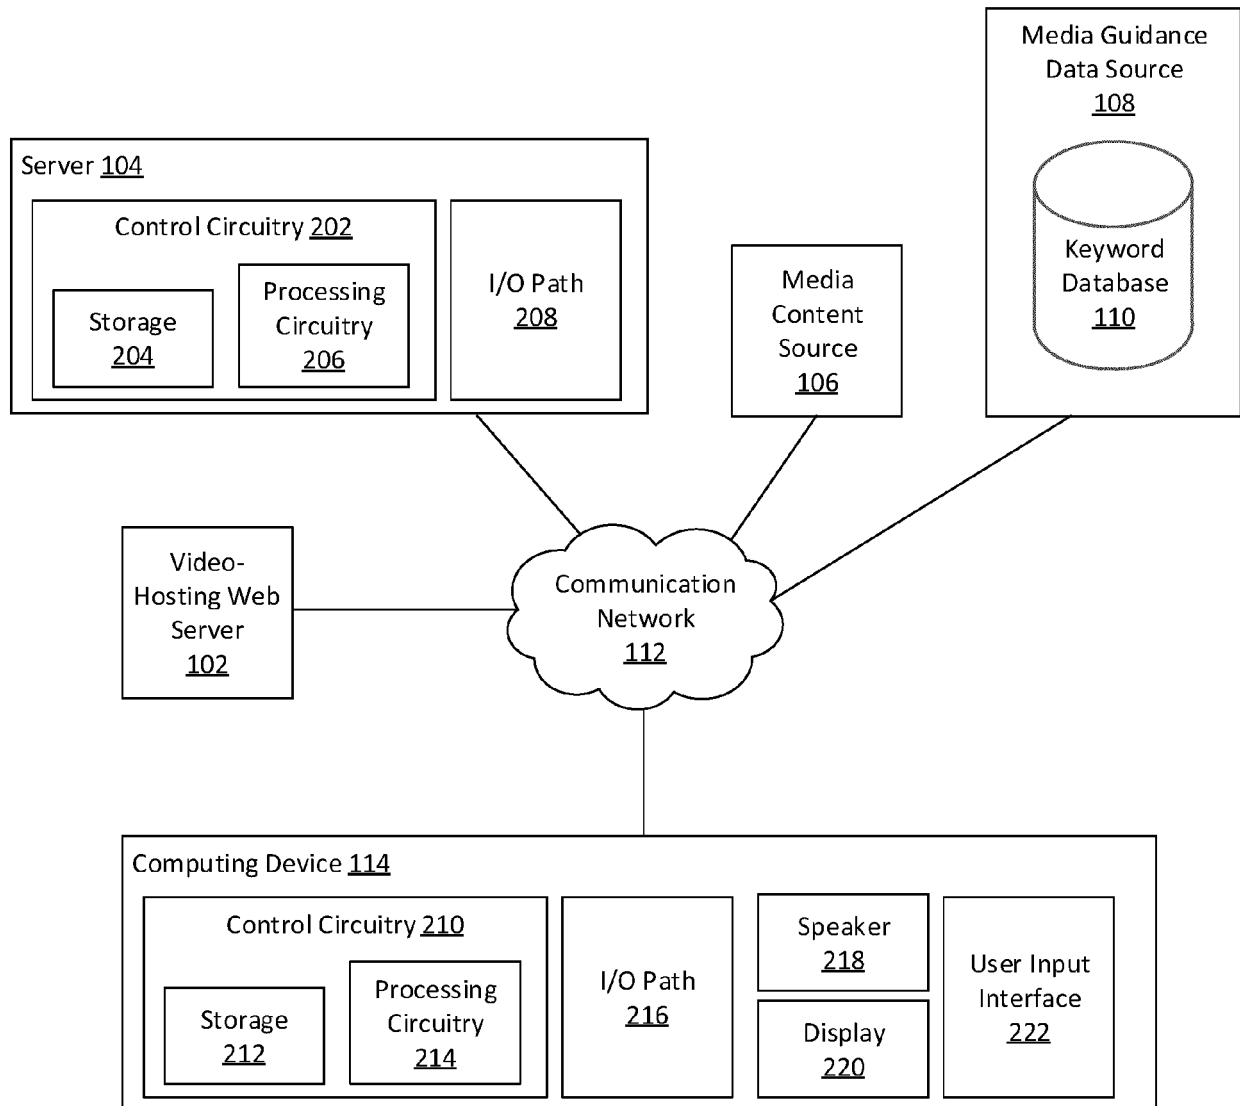 Media Guidance
Data Source
108
Keyword
Database
110
Server 104
Control Circuitry 202
Storage
204
Processing
Circuitry
206
I/O Path
208
Media
Content
Source
106
Video-
Hosting Web
Server
102
Communication
Network
112
Computing Device 114
Control Circuitry 210
Storage
212
Processing
Circuitry
214
I/O Path
216
Speaker
218
Display
220
User Input
Interface
222